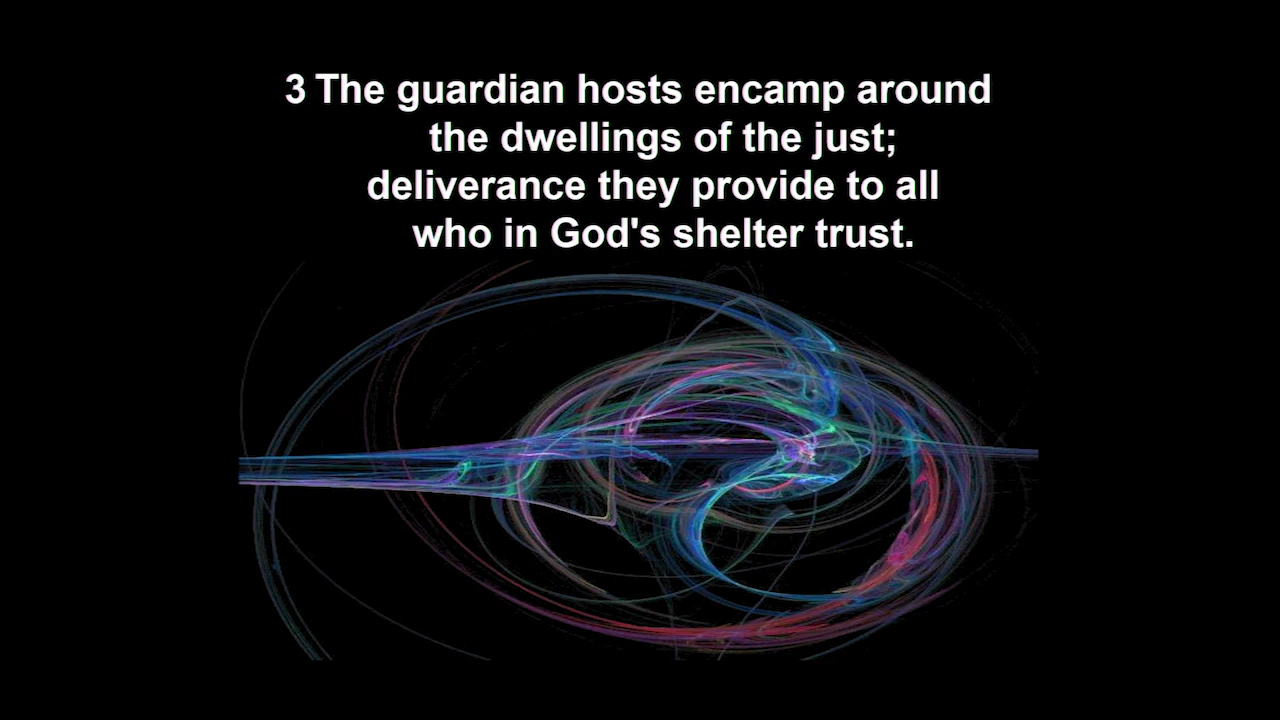 3 The guardian hosts encamp around
the dwellings of the just;
deliverance they provide to all
who in God's shelter trust.